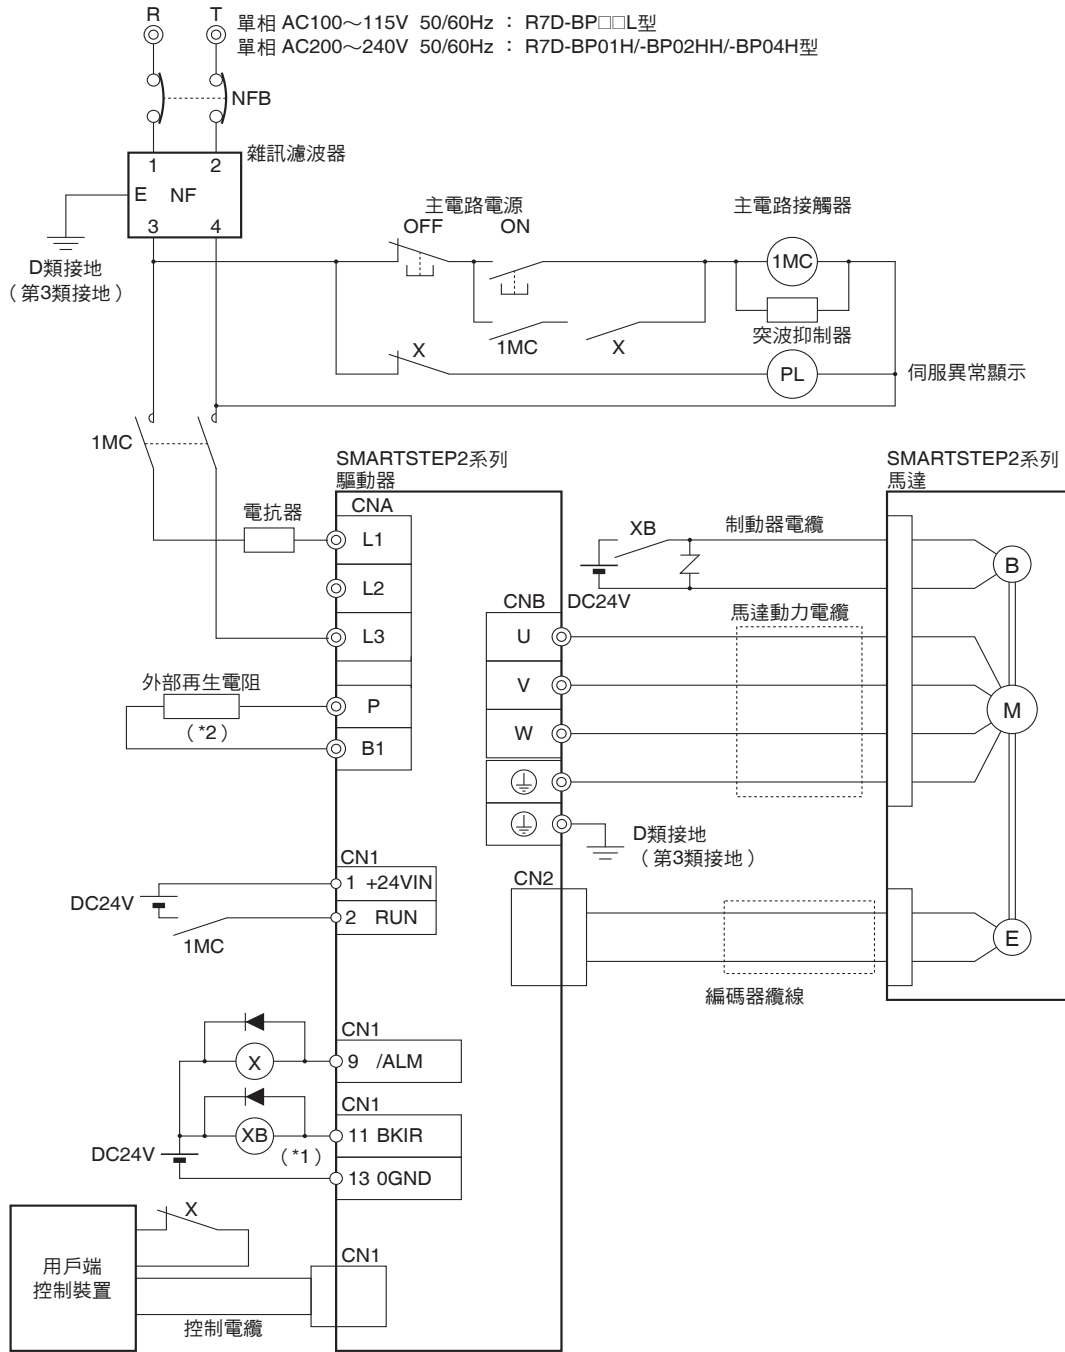 R T
單相 AC100～115V 50/60Hz ： R7D-BP□□L型
單相 AC200～240V 50/60Hz ： R7D-BP01H/-BP02HH/-BP04H型
NFB
雜訊濾波器
1 2
E NF
3 4
D類接地
（第3類接地）
主電路電源
OFF ON
主電路接觸器
1MC
突波抑制器
1MC X
X
PL
伺服異常顯示
1MC
SMARTSTEP2系列
驅動器
SMARTSTEP2系列
馬達
CNA
電抗器
L1
L2
L3
外部再生電阻
（*2）
P
B1
XB
制動器電纜
DC24V
B
CNB
馬達動力電纜
U
V
W
M
D類接地
（第3類接地）
CN1
DC24V
1 +24VIN
2 RUN
1MC
CN2
E
編碼器纜線
CN1
X
9 /ALM
CN1
XB
（*1）
11 BKIR
DC24V
13 0GND
X
用戶端
控制裝置
CN1
控制電纜